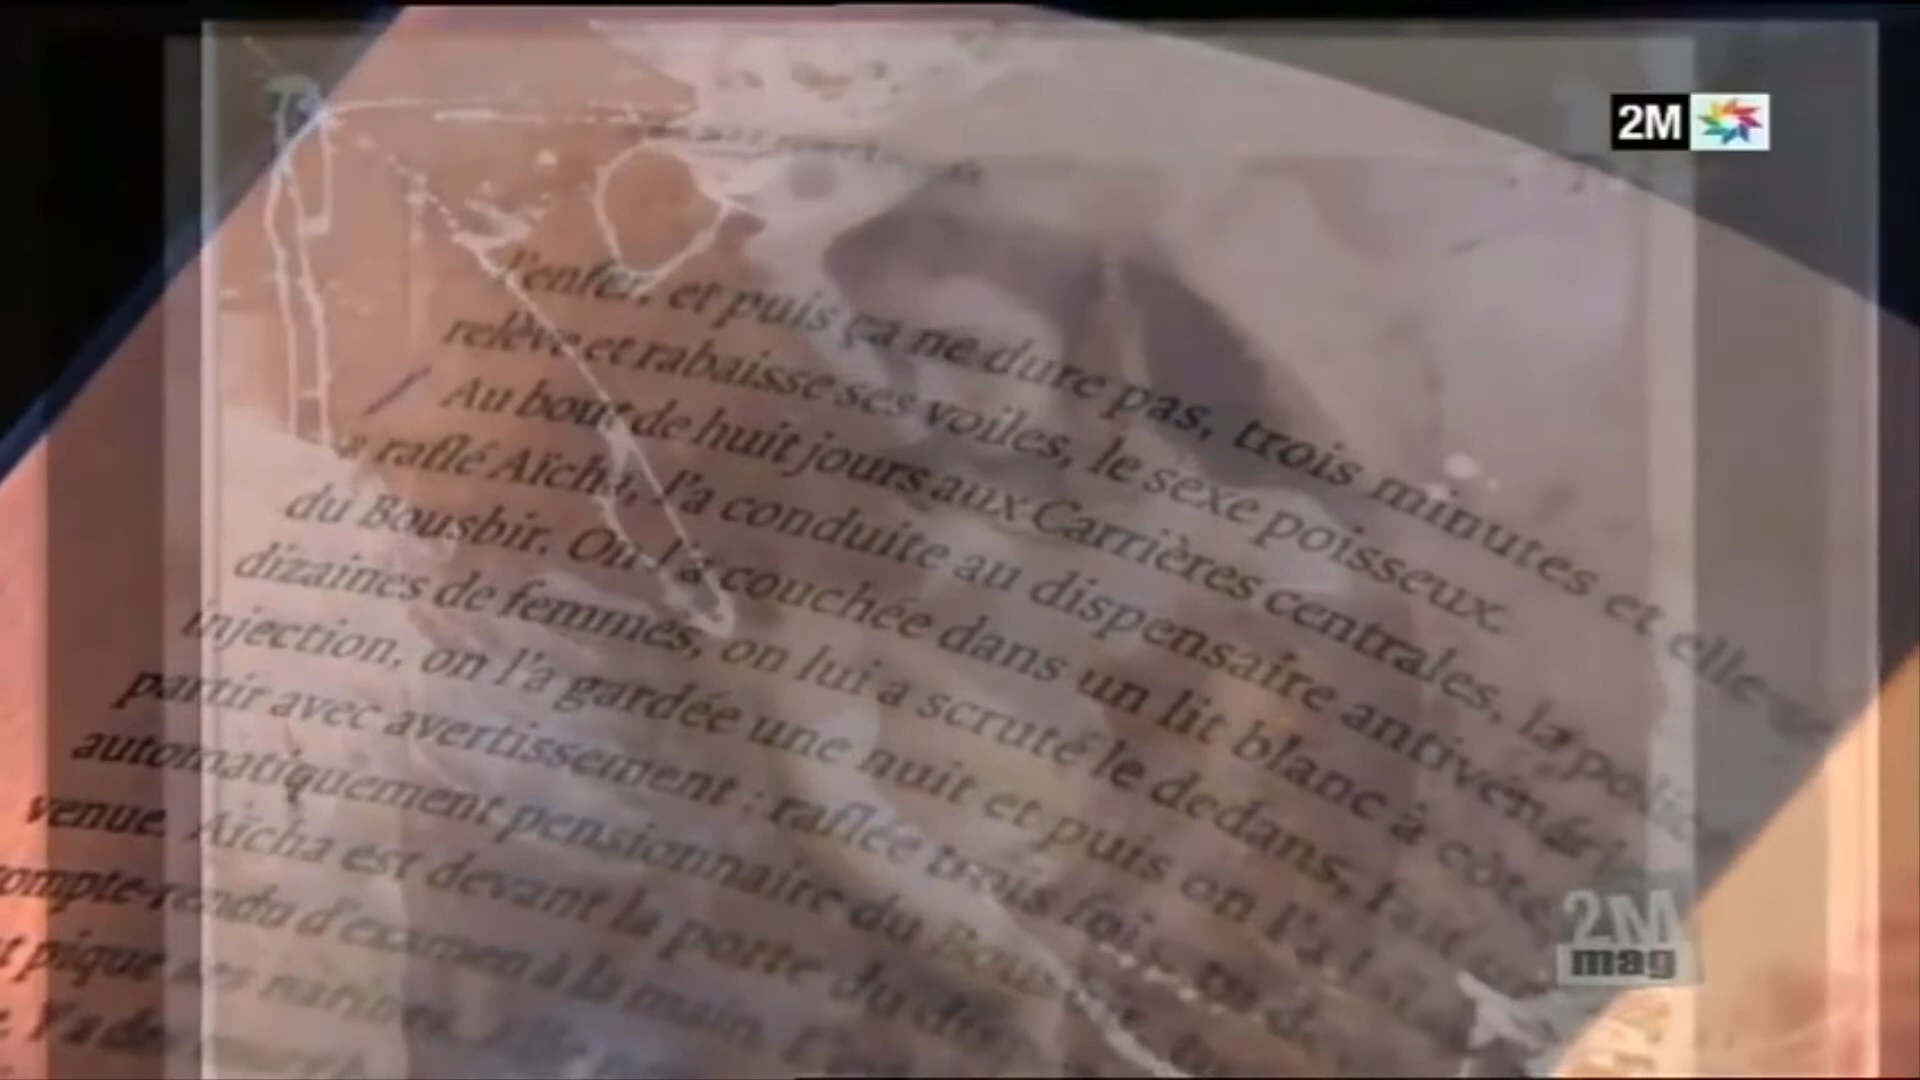 2M
l'enfer, et puis ça ne dure pas, trois minutes et elle
relève et rabaisse ses voiles, le sexe poisseux.
Au bout de huit jours aux Carrières centrales, la police
a raflé Aïcha, l'a conduite au dispensaire
du Bousbir. On l'a couchée dans un lit blanc à côté
dizaines de femmes, on lui a scruté le dedans, fait
injection, on l'a gardée une nuit et puis on l'a
partir avec avertissement : raflée trois fois
automatiquement pensionnaire du
venue. Aïcha est devant la porte du
compte-rendu d'examen à la main
pique ses narines
2M
mag